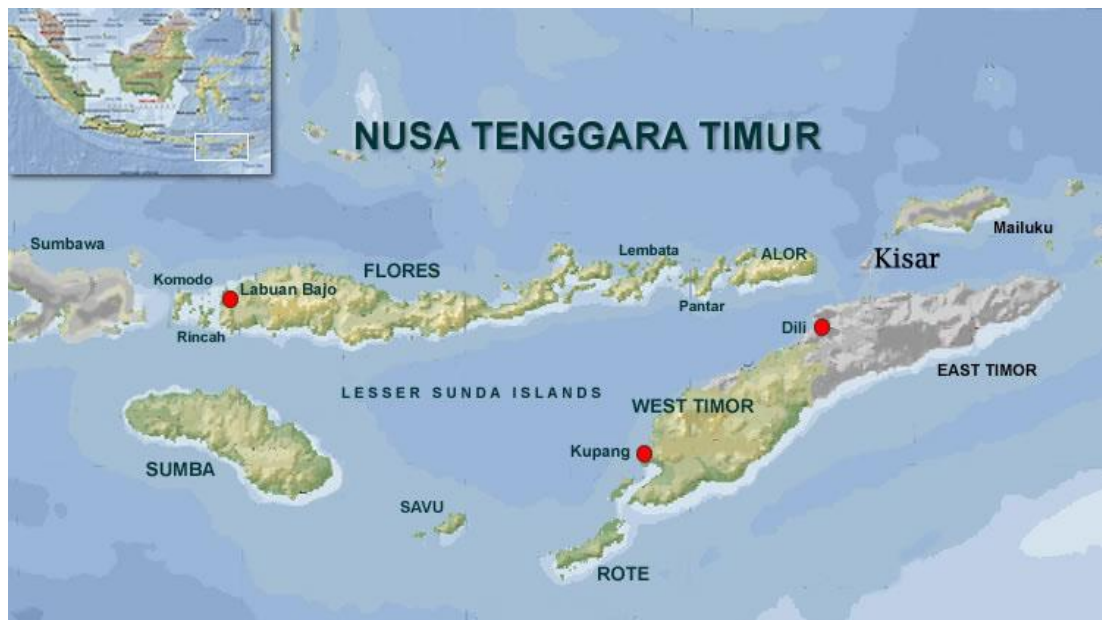 NUSA TENGGARA TIMUR
Mailuku
Kisar
Sumbawa
Komodo
Labuan Bajo
Rincah
FLORES
Lembata
ALOR
Pantar
Dili
EAST TIMOR
LESSER SUNDA ISLANDS
WEST TIMOR
Kupang
SUMBA
SAVU
ROTE